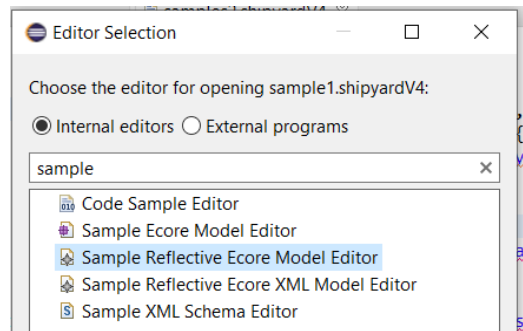 Editor Selection
Choose the editor for opening sample1.shipyardV4:
Internal editors External programs
sample
Code Sample Editor
Sample Ecore Model Editor
Sample Reflective Ecore Model Editor
Sample Reflective Ecore XML Model Editor
Sample XML Schema Editor